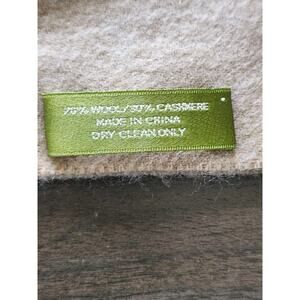 70% WOOL/30% CASHMERE
MADE IN CHINA
DRY CLEAN ONLY